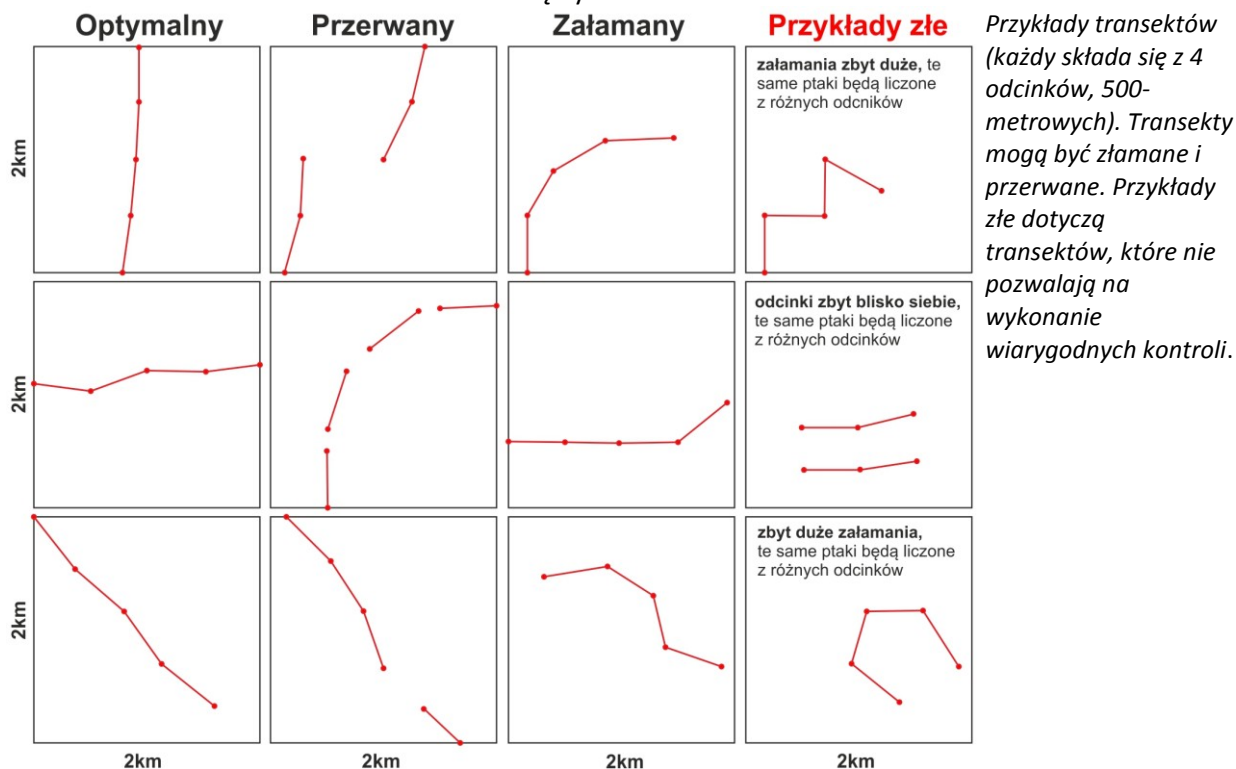 Optymalny
Przerwany
Załamany
Przykłady złe
Przykłady transektów
(każdy składa się z 4
odcinków, 500-
metrowych). Transekty
mogą być złamane i
przerwane. Przykłady
złe dotyczą
transektów, które nie
pozwalają na
wykonanie
wiarygodnych kontroli.
2km
załamania zbyt duże, te
same ptaki będą liczone
z różnych odcników
2km
odcinki zbyt blisko siebie,
te same ptaki będą liczone
z różnych odcinków
2km
zbyt duże załamania,
te same ptaki będą liczone
z różnych odcinków
2km
2km
2km
2km